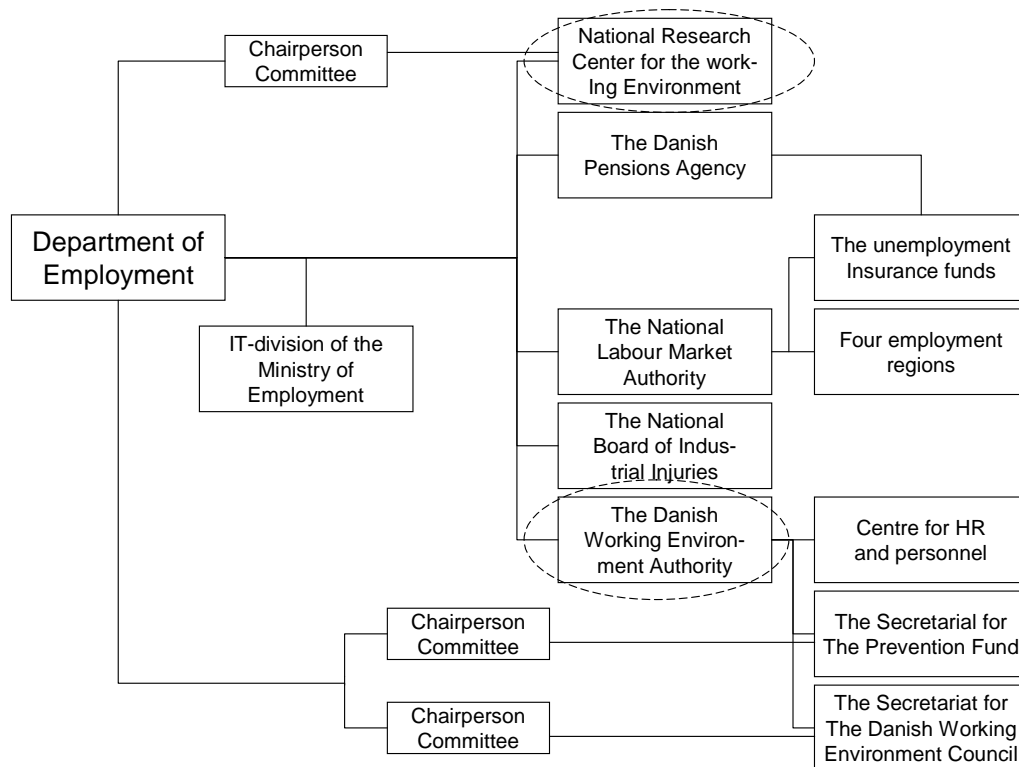 Chairperson
Committee
National Research
Center for the work-
Ing Environment
The Danish
Pensions Agency
Department of
Employment
The unemployment
Insurance funds
IT-division of the
Ministry of
Employment
The National
Labour Market
Authority
Four employment
regions
The National
Board of Indus-
trial Injuries
The Danish
Working Environ-
ment Authority
Centre for HR
and personnel
Chairperson
Committee
The Secretarial for
The Prevention Fund
Chairperson
Committee
The Secretariat for
The Danish Working
Environment Council